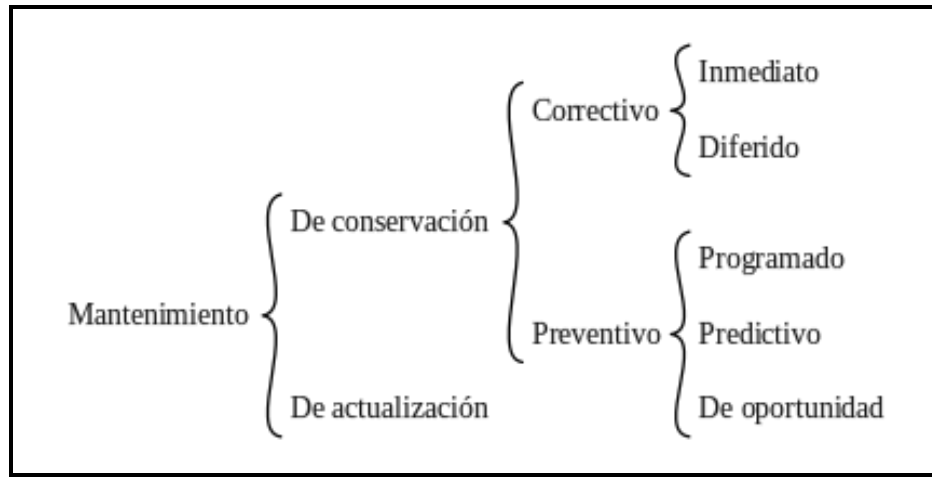 Mantenimiento
De conservación
Correctivo
Inmediato
Diferido
Preventivo
Programado
Predictivo
De oportunidad
De actualización